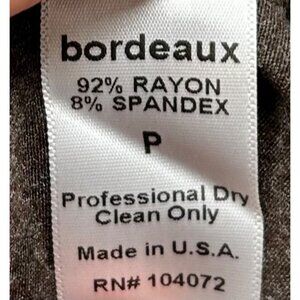 bordeaux
92% RAYON
8% SPANDEX
P
Professional Dry
Clean Only
Made in U.S.A.
RN# 104072